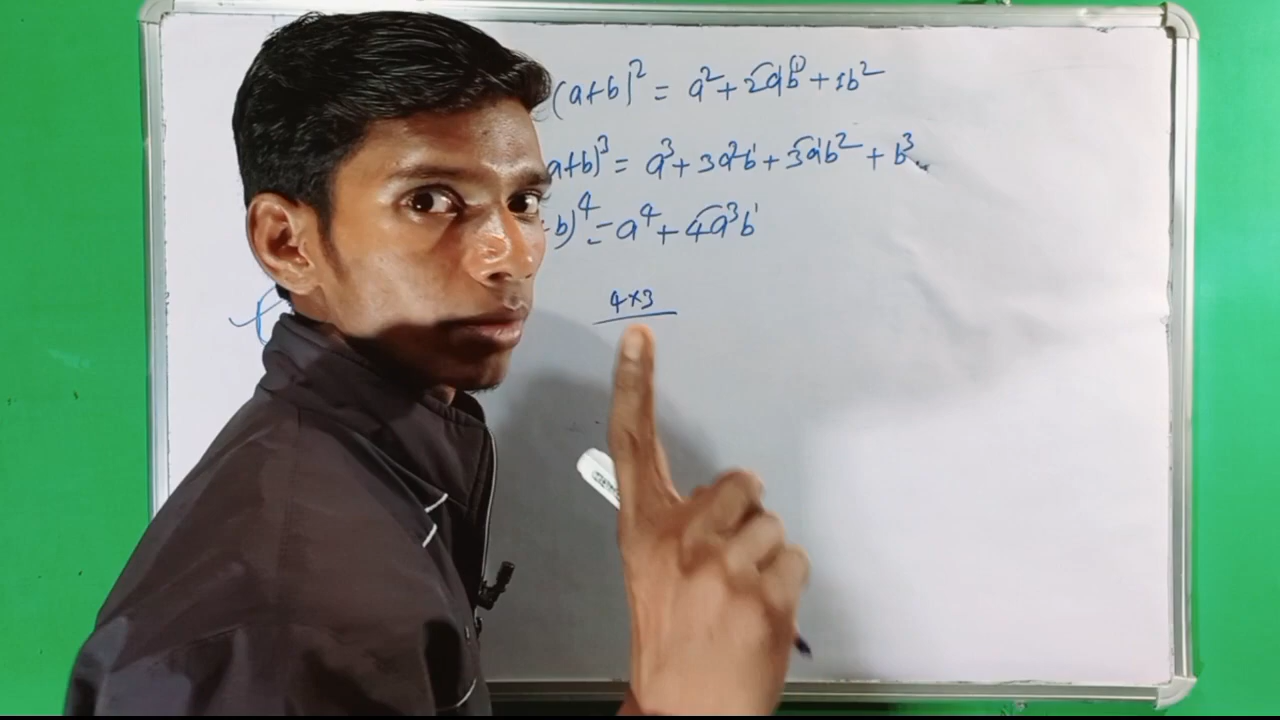 (a+b)² = a² + 2ab¹ + 1b²
a+b)³ = a³ + 3a²b¹ + 3a¹b² + b³
b)⁴ = a⁴ + 4a³b¹
4×3